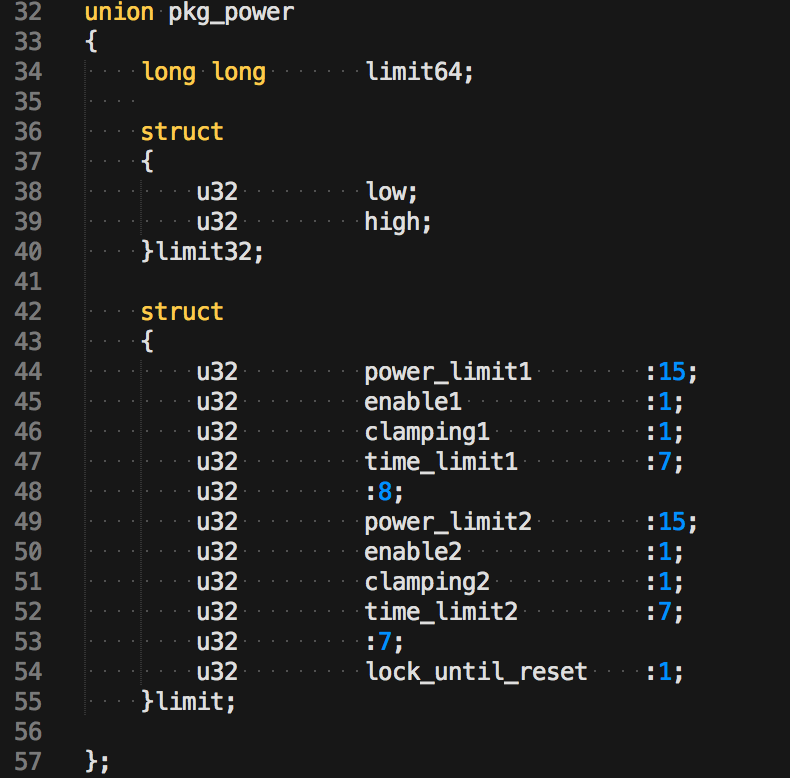 32 union pkg_power
33 {
34     long long       limit64;
35
36     struct
37     {
38         u32         low;
39         u32         high;
40     }limit32;
41
42     struct
43     {
44         u32         power_limit1        :15;
45         u32         enable1             :1;
46         u32         clamping1           :1;
47         u32         time_limit1         :7;
48         u32         :8;
49         u32         power_limit2        :15;
50         u32         enable2             :1;
51         u32         clamping2           :1;
52         u32         time_limit2         :7;
53         u32         :7;
54         u32         lock_until_reset    :1;
55     }limit;
56
57 };